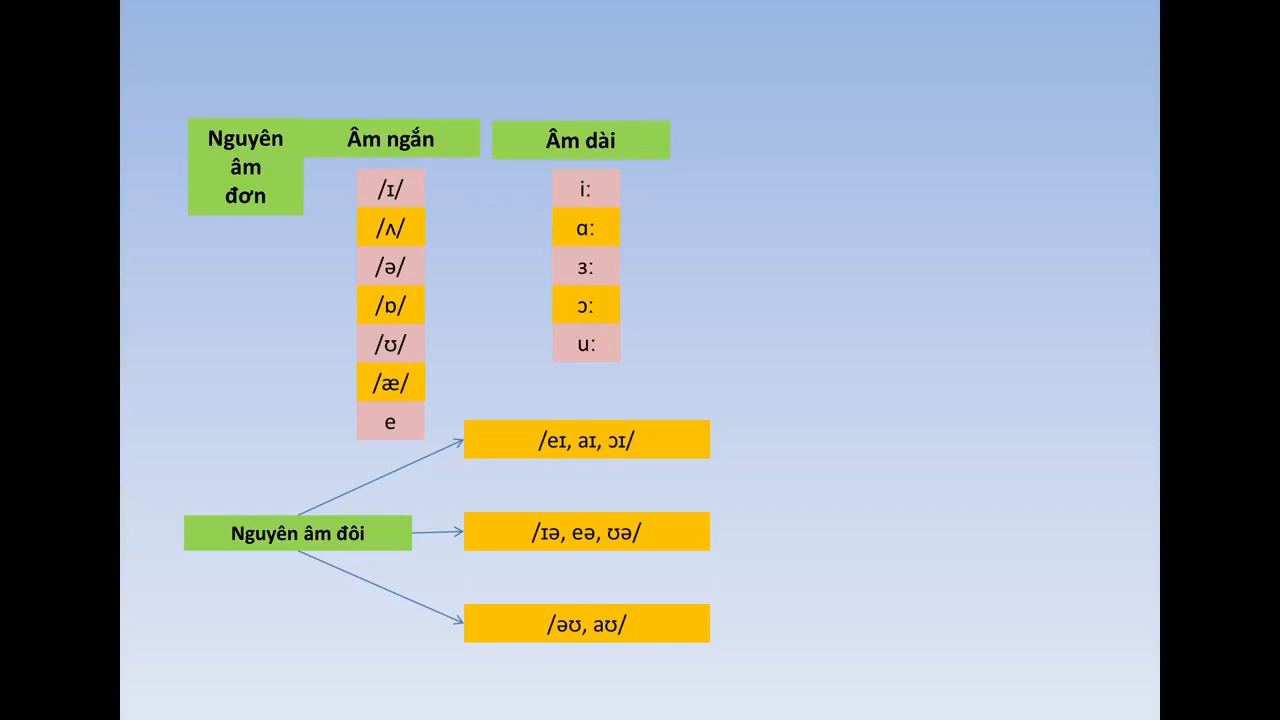 Nguyên
âm
đơn
Âm ngắn
/ɪ/
/ʌ/
/ə/
/ɒ/
/ʊ/
/æ/
e
Âm dài
iː
ɑː
ɜː
ɔː
uː
Nguyên âm đôi
/eɪ, aɪ, ɔɪ/
/ɪə, eə, ʊə/
/əʊ, aʊ/